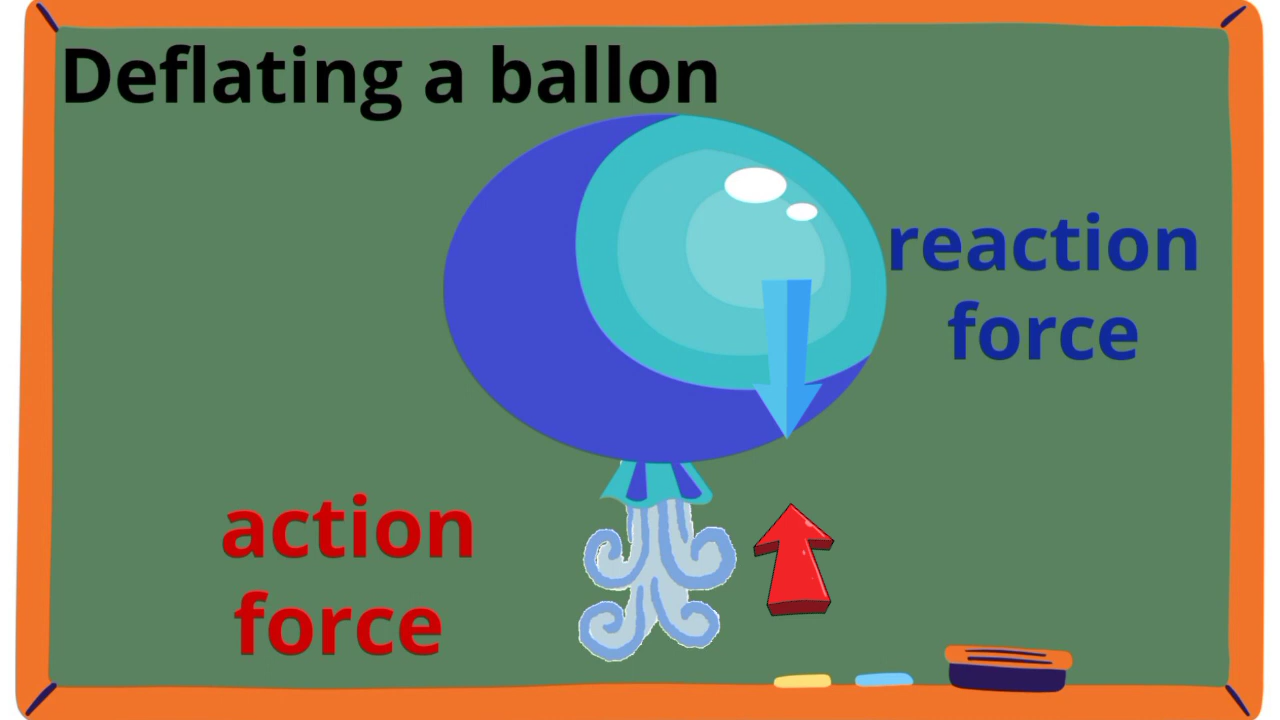 Deflating a ballon
reaction
force
action
force